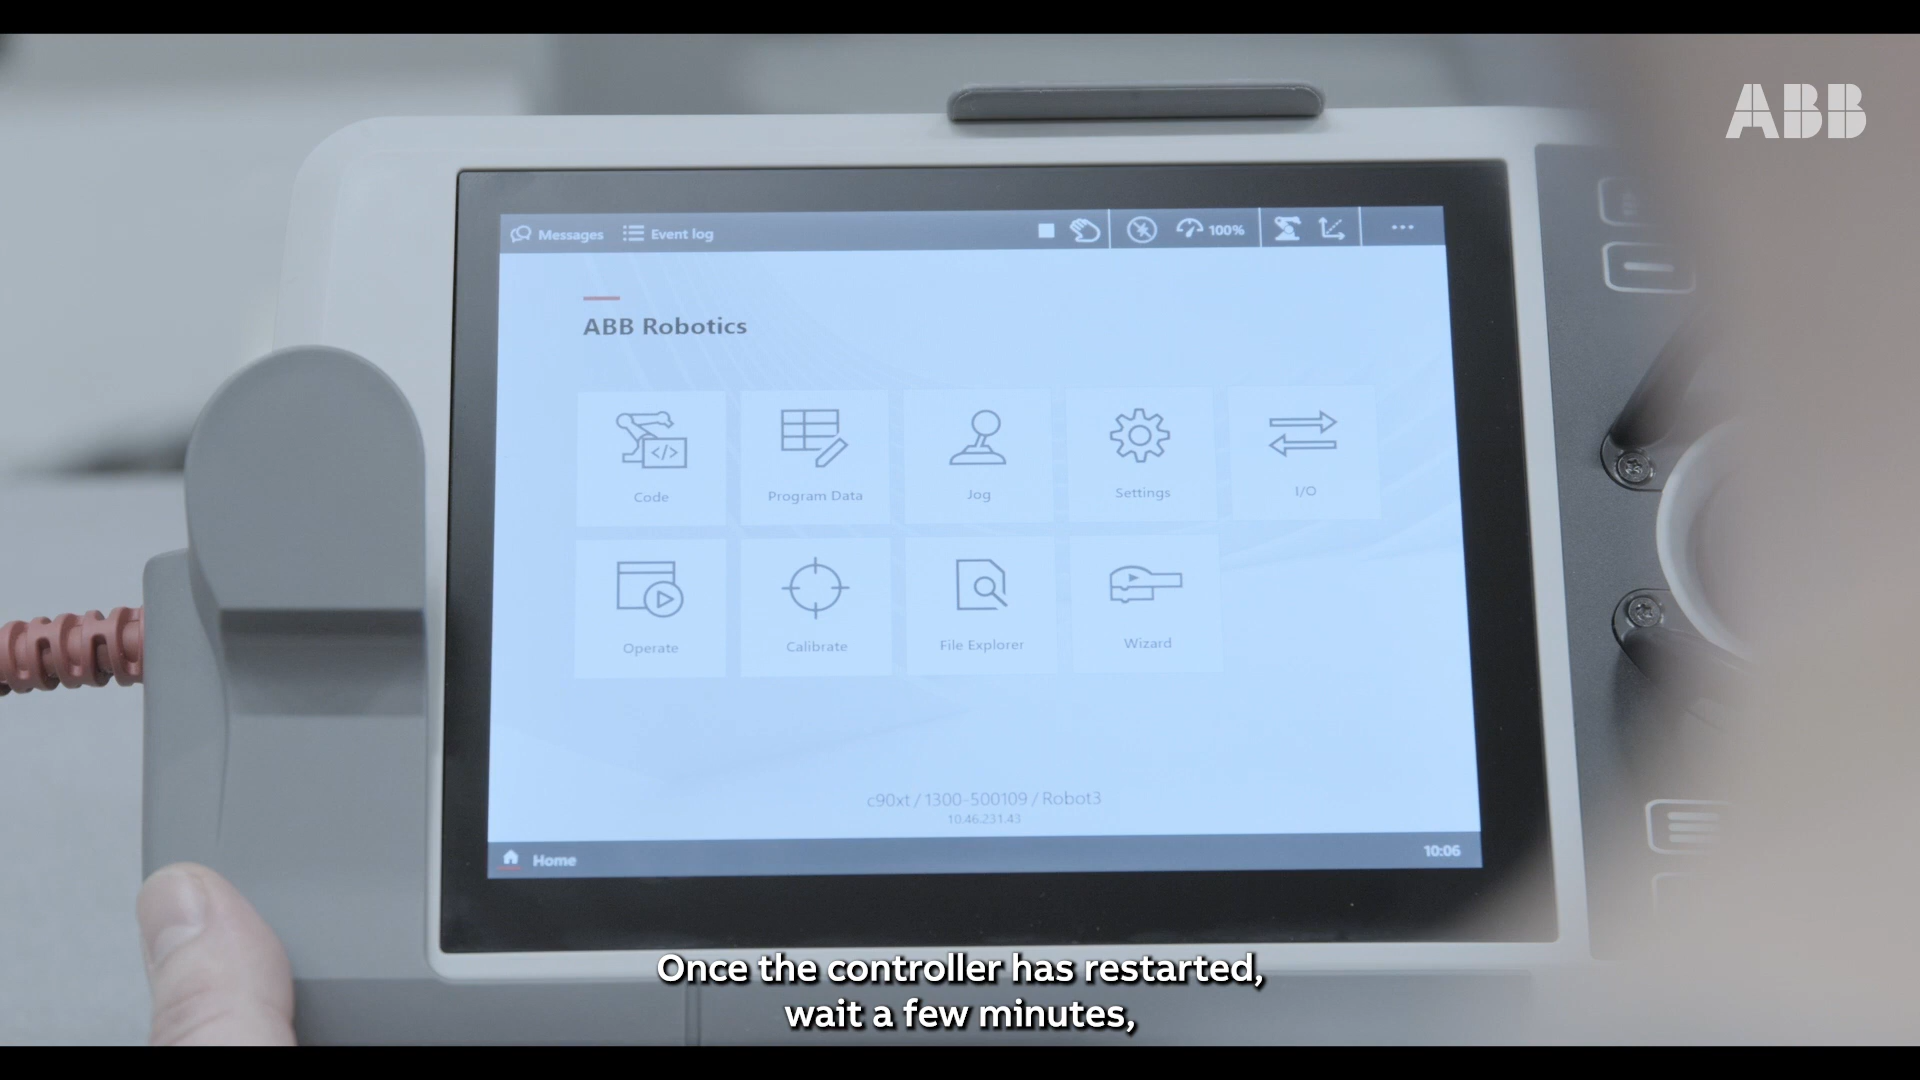 ABB
Messages
Event log
100%
ABB Robotics
Code
Program Data
Jog
Settings
I/O
Operate
Calibrate
File Explorer
Wizard
c90xt / 1300-500109 / Robot3
10.46.231.43
Home
10:06
Once the controller has restarted,
wait a few minutes,